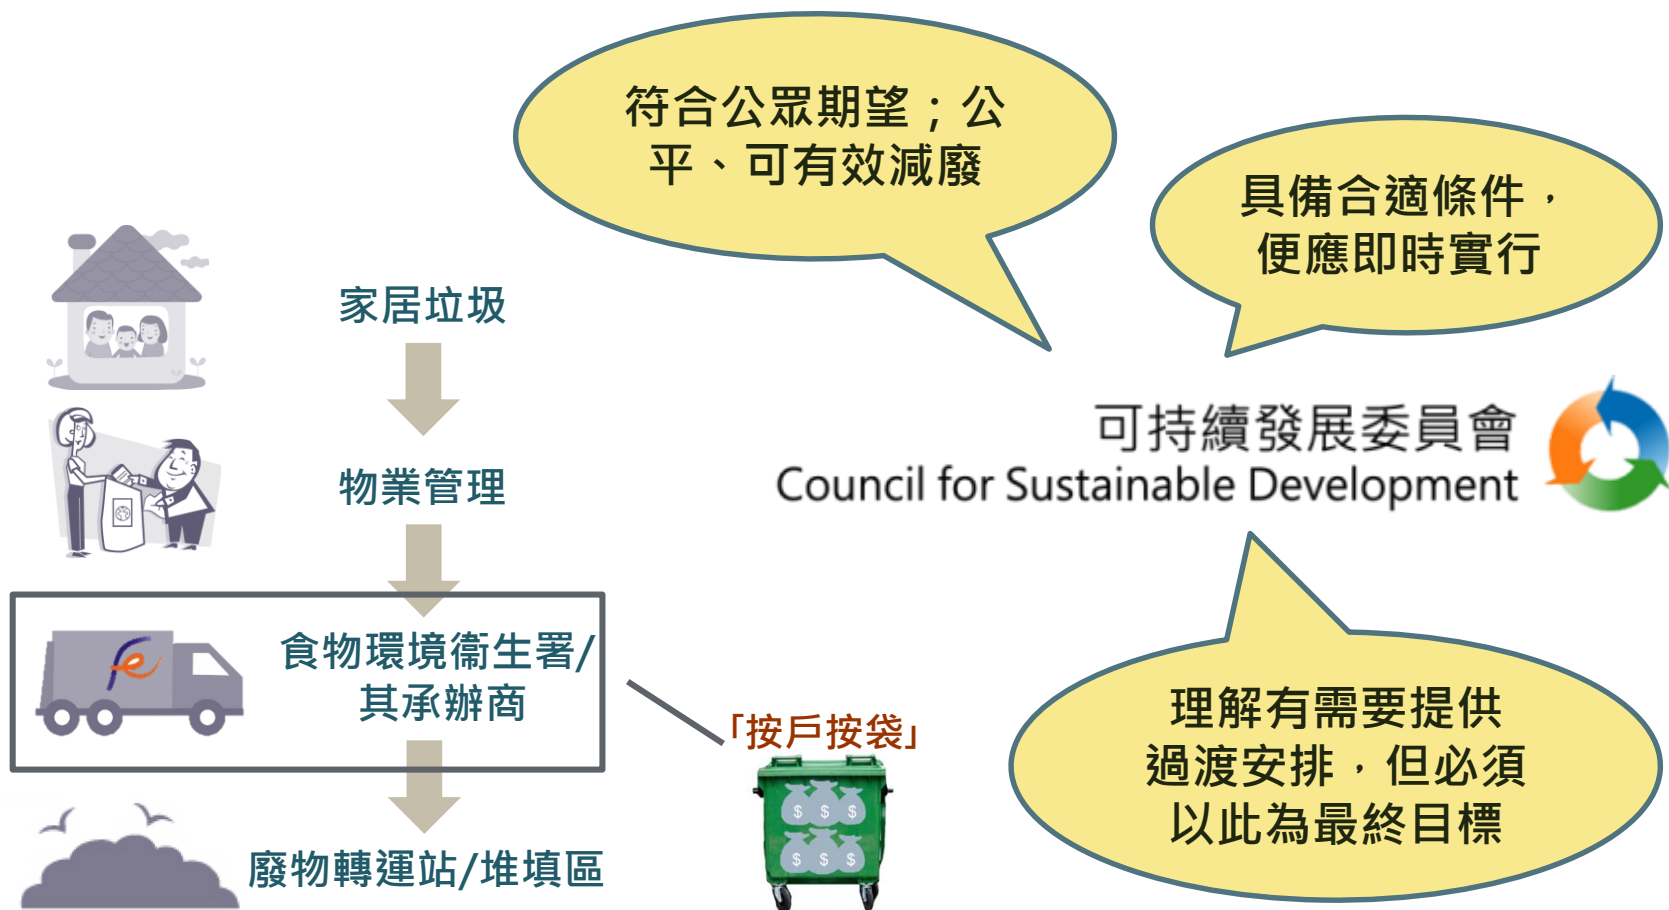 符合公眾期望；公
平、可有效減廢
具備合適條件，
便應即時實行
家居垃圾
物業管理
食物環境衞生署/
其承辦商
廢物轉運站/堆填區
「按戶按袋」
$ $ $
$ $ $
可持續發展委員會
Council for Sustainable Development
理解有需要提供
過渡安排，但必須
以此為最終目標